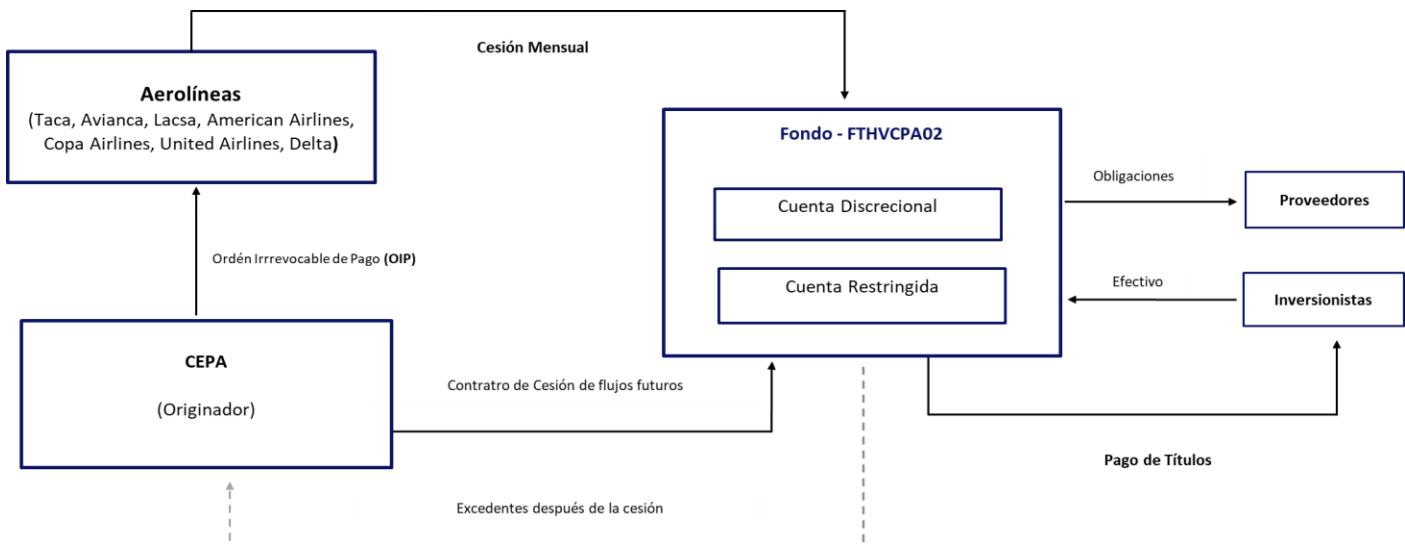 Cesión Mensual
Aerolíneas
(Taca, Avianca, Lacsa, American Airlines,
Copa Airlines, United Airlines, Delta)
Fondo - FTHVCPA02
Cuenta Discrecional
Cuenta Restringida
Obligaciones
Proveedores
Efectivo
Inversionistas
Ordén Irrrevocable de Pago (OIP)
CEPA
(Originador)
Contratro de Cesión de flujos futuros
Pago de Títulos
Excedentes después de la cesión